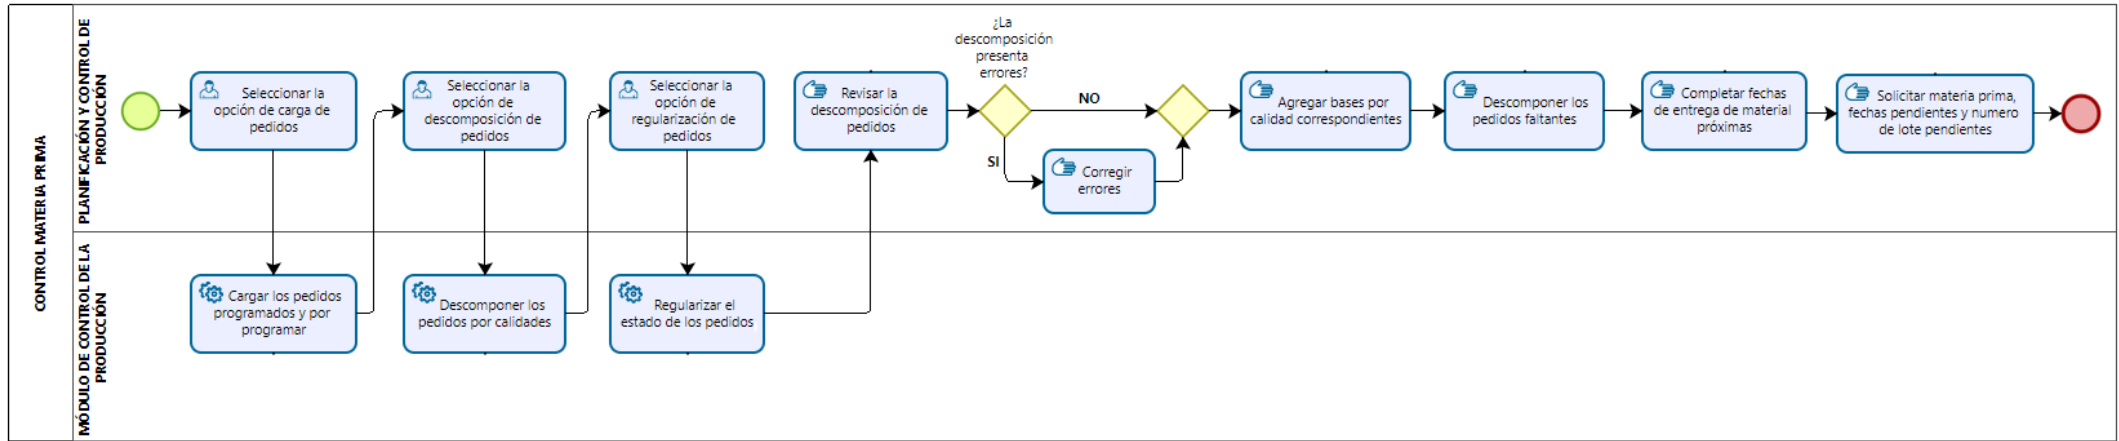 CONTROL MATERIA PRIMA
PLANIFICACIÓN Y CONTROL DE
PRODUCCIÓN
Seleccionar la
opción de carga de
pedidos
Seleccionar la
opción de
descomposición de
pedidos
Seleccionar la
opción de
regularización de
pedidos
Revisar la
descomposición de
pedidos
¿La
descomposición
presenta
errores?
NO
SI
Corregir
errores
Agregar bases por
calidad correspondientes
Descomponer los
pedidos faltantes
Completar fechas
de entrega de material
próximas
Solicitar materia prima,
fechas pendientes y numero
de lote pendientes
MÓDULO DE CONTROL DE LA
PRODUCCIÓN
Cargar los pedidos
programados y por
programar
Descomponer los
pedidos por calidades
Regularizar el
estado de los pedidos